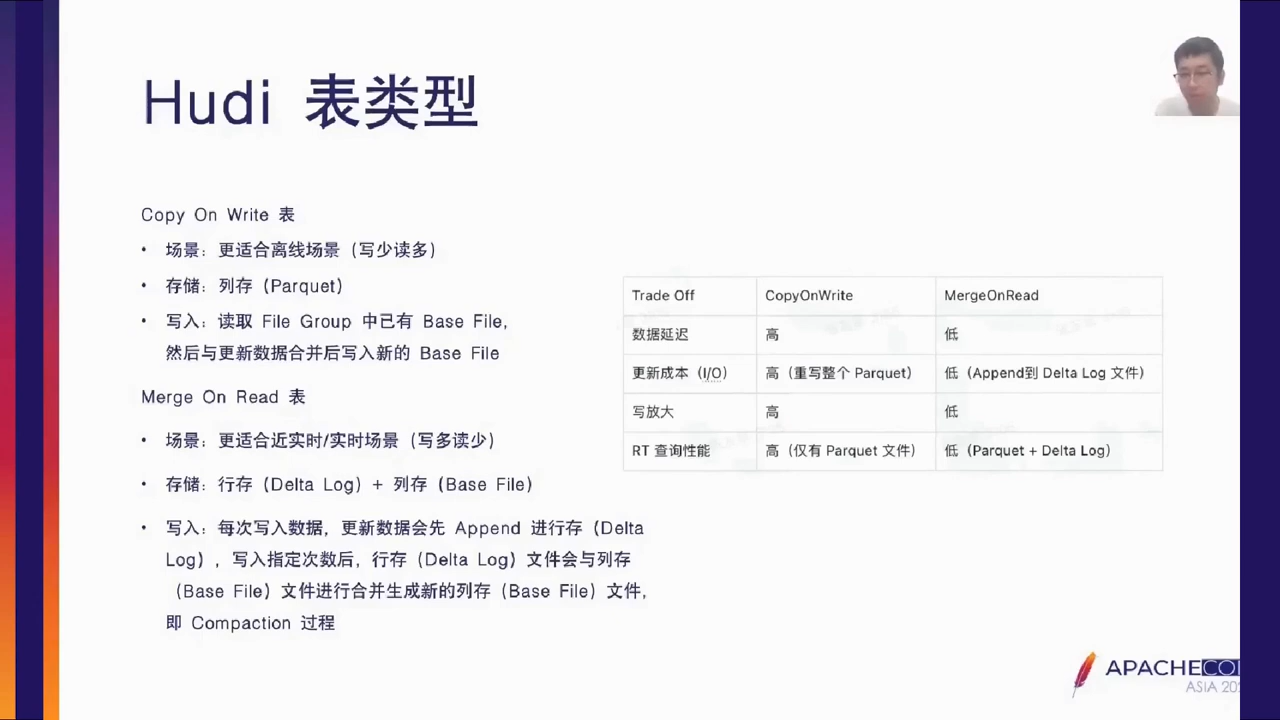 Hudi 表类型
Copy On Write 表
• 场景：更适合离线场景（写少读多）
• 存储：列存（Parquet）
• 写入：读取 File Group 中已有 Base File,
然后与更新数据合并后写入新的 Base File
Merge On Read 表
• 场景：更适合近实时/实时场景（写多读少）
• 存储：行存（Delta Log）+ 列存（Base File）
• 写入：每次写入数据，更新数据会先 Append 进行存（Delta
Log），写入指定次数后，行存（Delta Log）文件会与列存
（Base File）文件进行合并生成新的列存（Base File）文件，
即 Compaction 过程
Trade Off CopyOnWrite MergeOnRead
数据延迟 高 低
更新成本（I/O） 高（重写整个 Parquet） 低（Append到 Delta Log 文件）
写放大 高 低
RT 查询性能 高（仅有 Parquet 文件） 低（Parquet + Delta Log）
APACHECO
ASIA 202